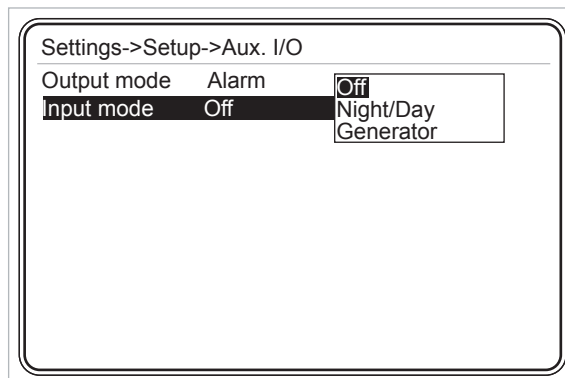 Settings->Setup->Aux. I/O
Output mode Alarm
Input mode Off
Off
Night/Day
Generator